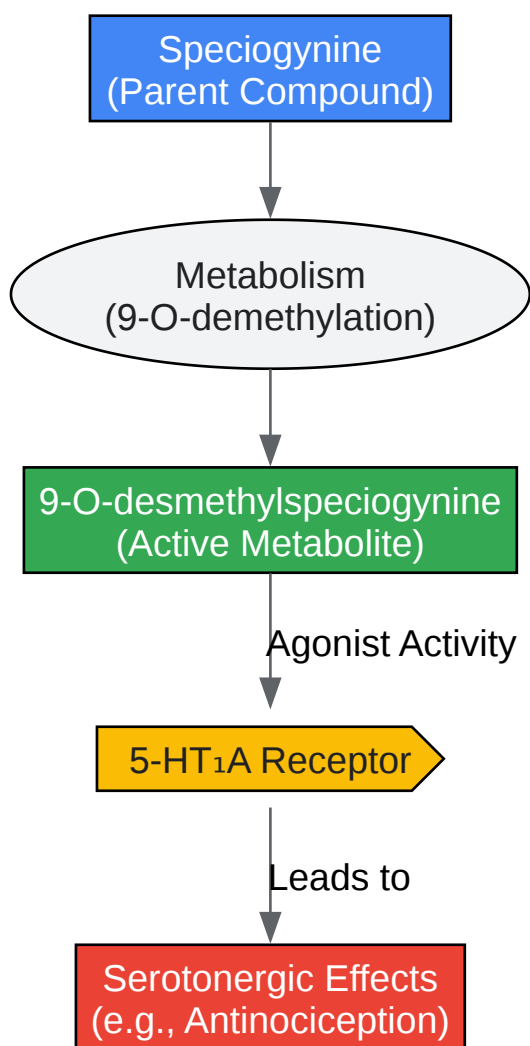 Speciogynine
(Parent Compound)
Metabolism
(9-O-demethylation)
9-O-desmethylspeciogynine
(Active Metabolite)
Agonist Activity
5-HT₁A Receptor
Leads to
Serotonergic Effects
(e.g., Antinociception)